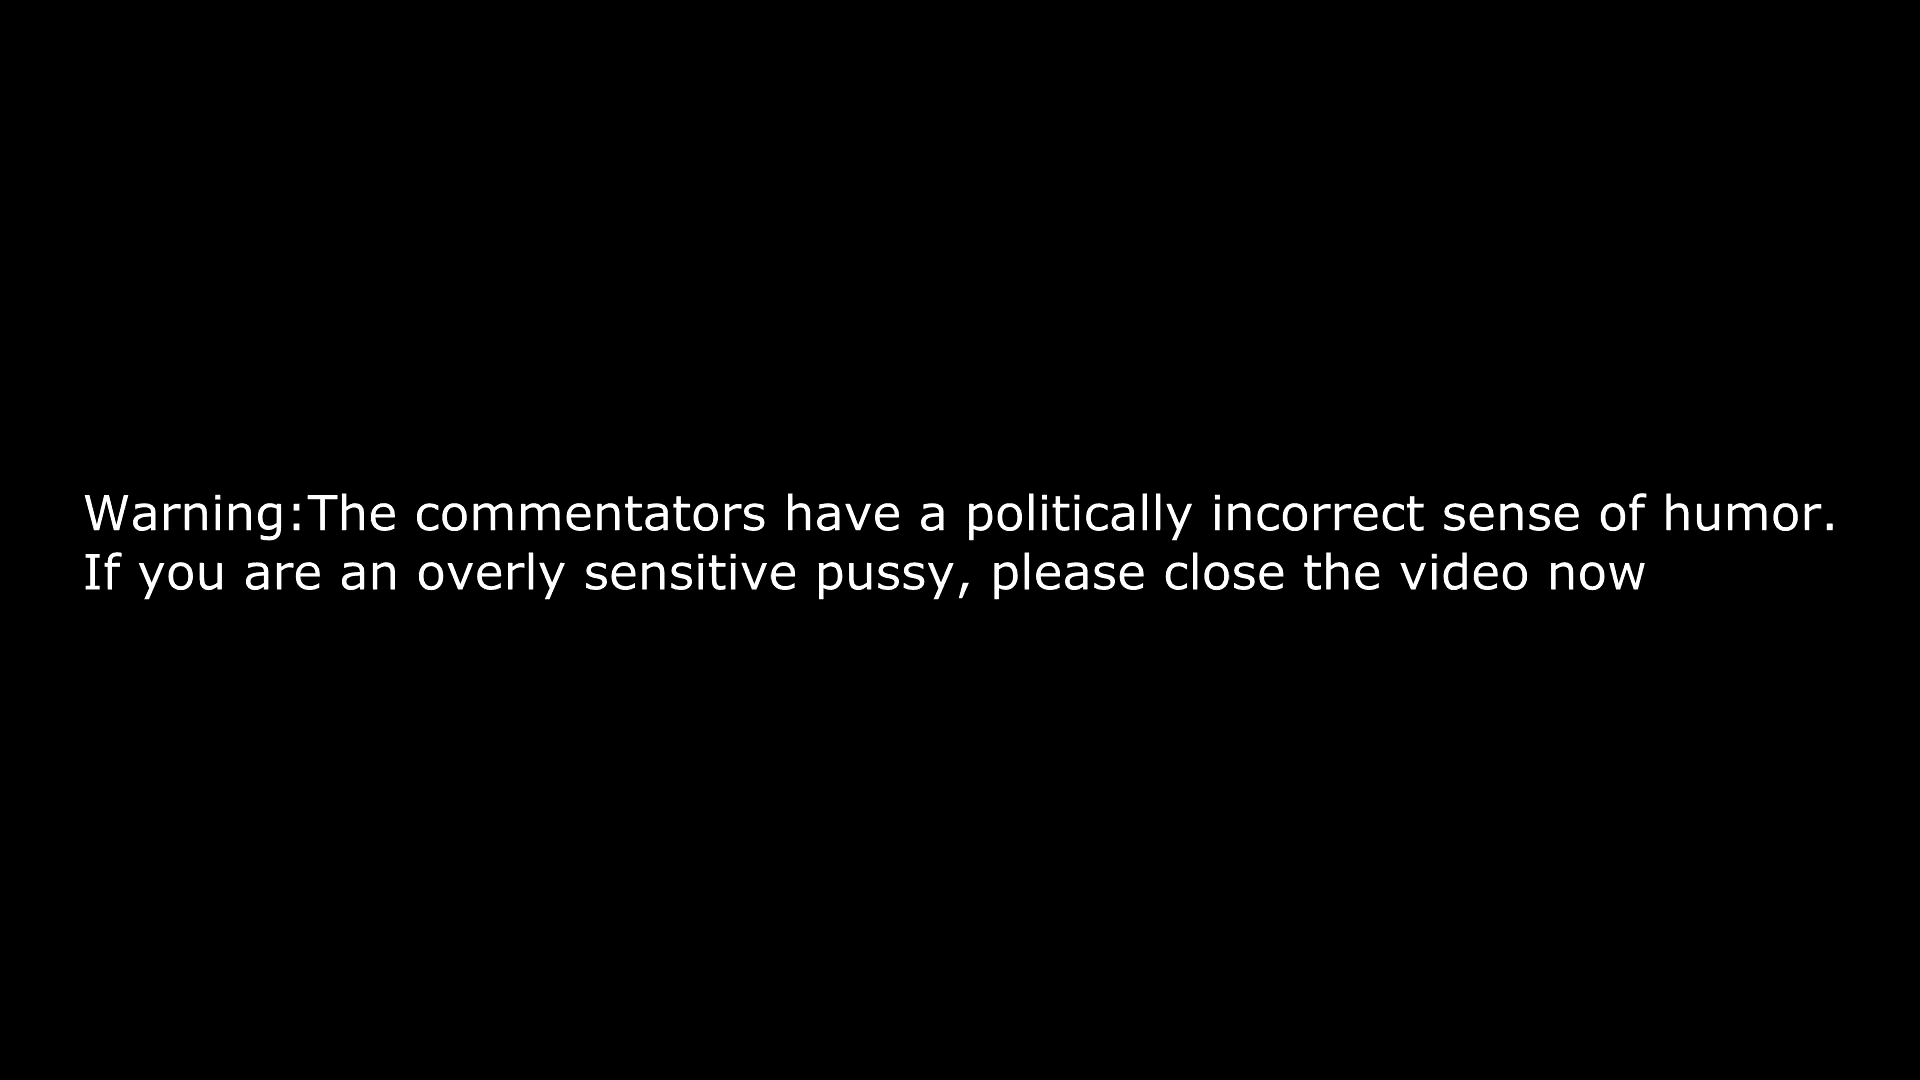 Warning:The commentators have a politically incorrect sense of humor.
If you are an overly sensitive pussy, please close the video now